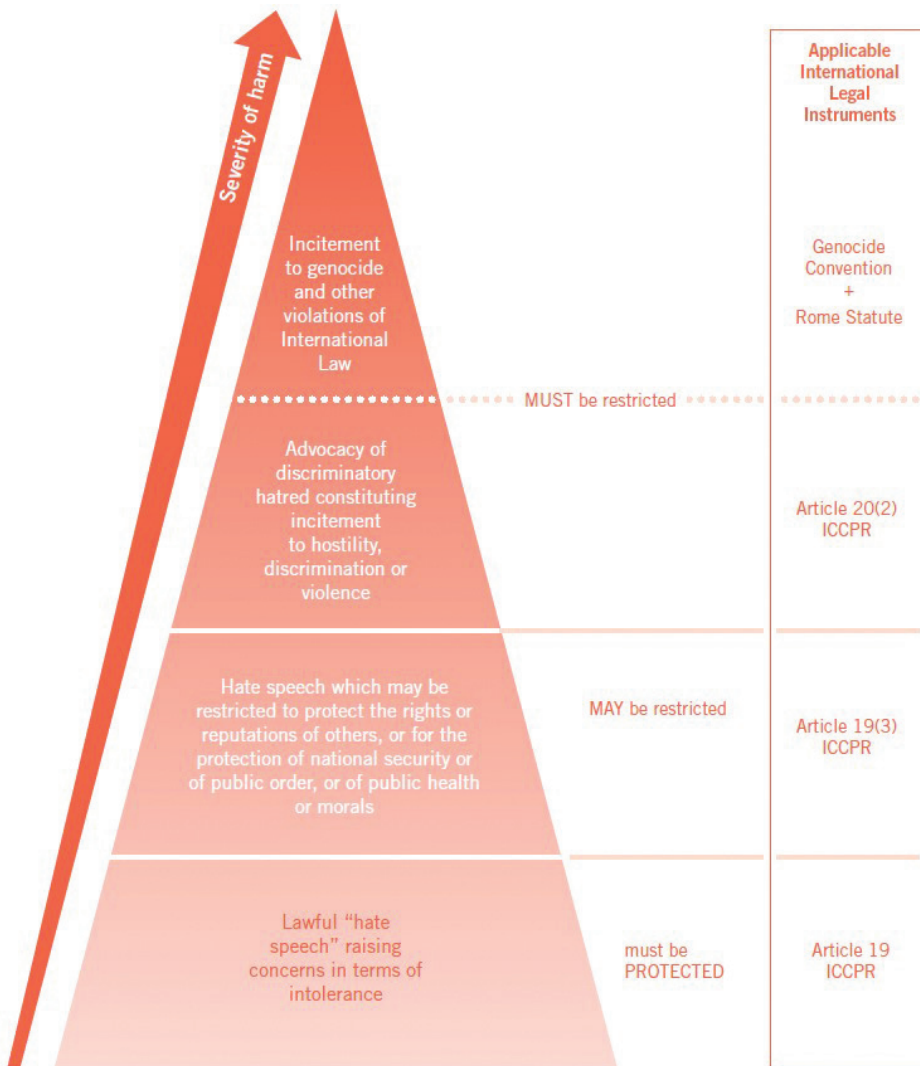 Severity of harm
Applicable
International
Legal
Instruments
Incitement
to genocide
and other
violations of
International
Law
Genocide
Convention
+
Rome Statute
MUST be restricted
Advocacy of
discriminatory
hatred constituting
incitement
to hostility,
discrimination or
violence
Article 20(2)
ICCPR
Hate speech which may be
restricted to protect the rights or
reputations of others, or for the
protection of national security or
of public order, or of public health
or morals
MAY be restricted
Article 19(3)
ICCPR
Lawful “hate
speech” raising
concerns in terms of
intolerance
must be
PROTECTED
Article 19
ICCPR